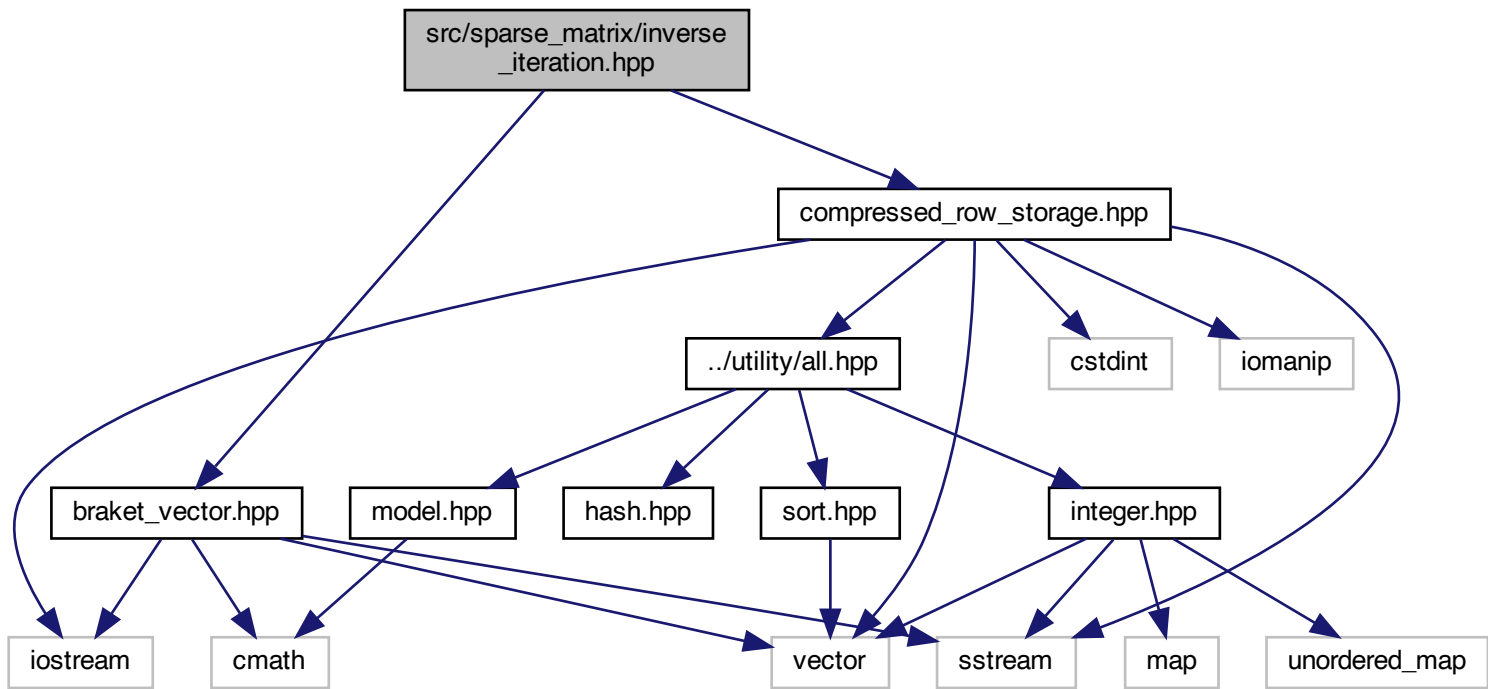 src/sparse_matrix/inverse
_iteration.hpp
compressed_row_storage.hpp
../utility/all.hpp
cstdint
iomanip
braket_vector.hpp
model.hpp
hash.hpp
sort.hpp
integer.hpp
iostream
cmath
vector
sstream
map
unordered_map